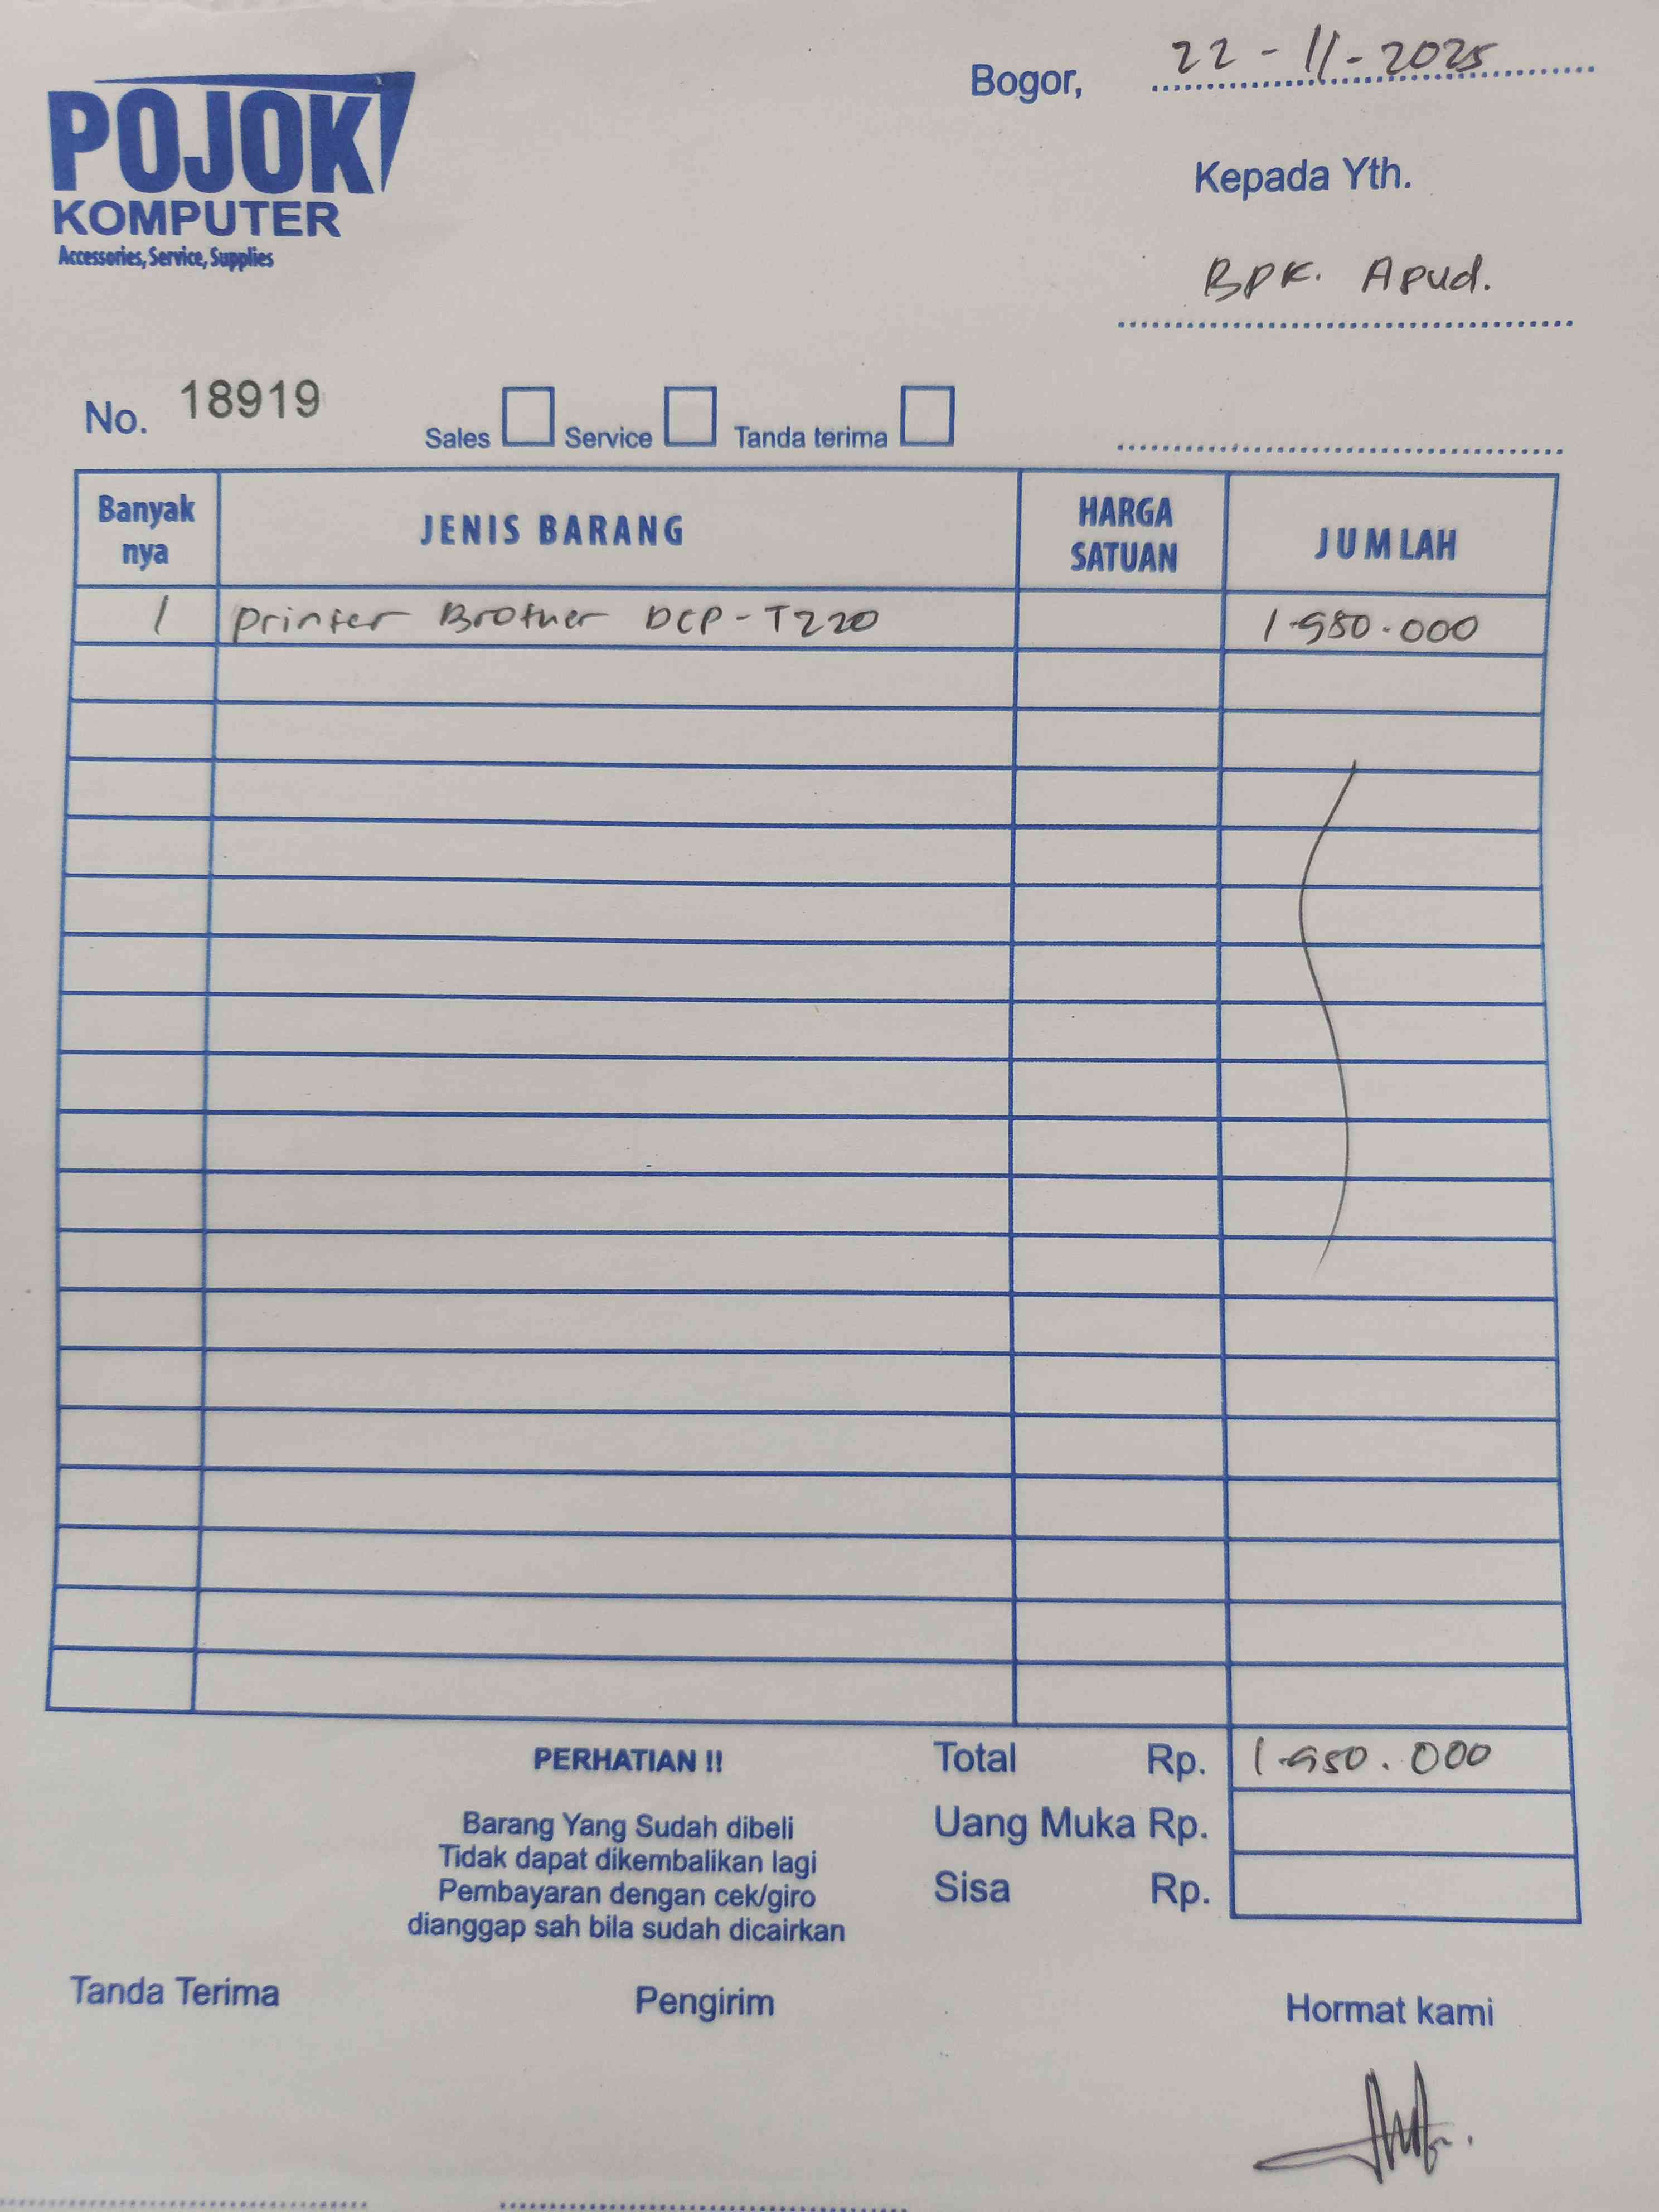 Bogor, 22 - 11 - 2025
POJOK
KOMPUTER
Accessories, Service, Supplies
Kepada Yth.
Bpk. Apud.
No. 18919
Sales Service Tanda terima
Banyak nya JENIS BARANG HARGA SATUAN JUMLAH
1 Printer Brother DCP-T220 1.950.000
Total Rp. 1.950.000
Uang Muka Rp.
Sisa Rp.
PERHATIAN !!
Barang Yang Sudah dibeli
Tidak dapat dikembalikan lagi
Pembayaran dengan cek/giro
dianggap sah bila sudah dicairkan
Tanda Terima Pengirim Hormat kami